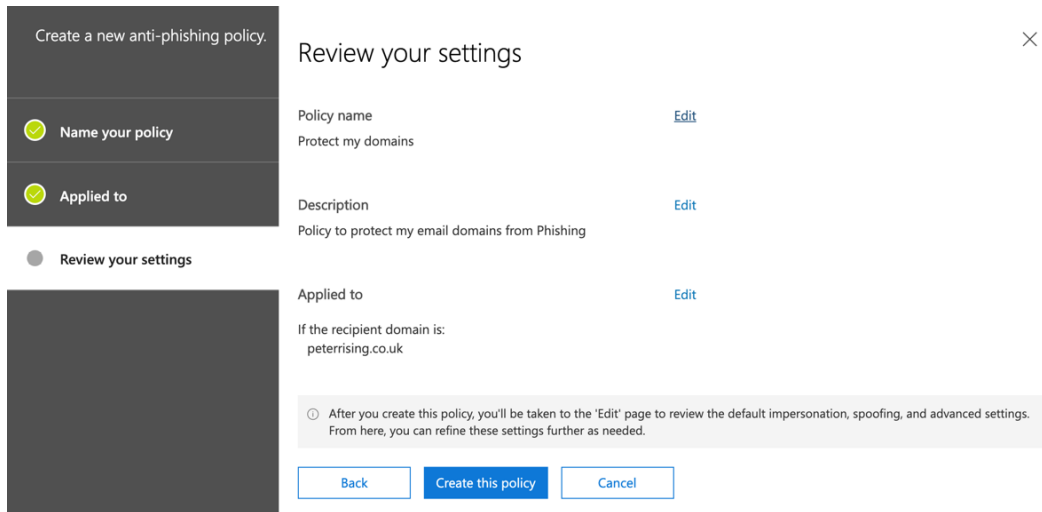 Create a new anti-phishing policy.
Name your policy
Applied to
Review your settings
Review your settings
Policy name
Edit
Protect my domains
Description
Edit
Policy to protect my email domains from Phishing
Applied to
Edit
If the recipient domain is:
peterrising.co.uk
After you create this policy, you'll be taken to the 'Edit' page to review the default impersonation, spoofing, and advanced settings.
From here, you can refine these settings further as needed.
Back
Create this policy
Cancel